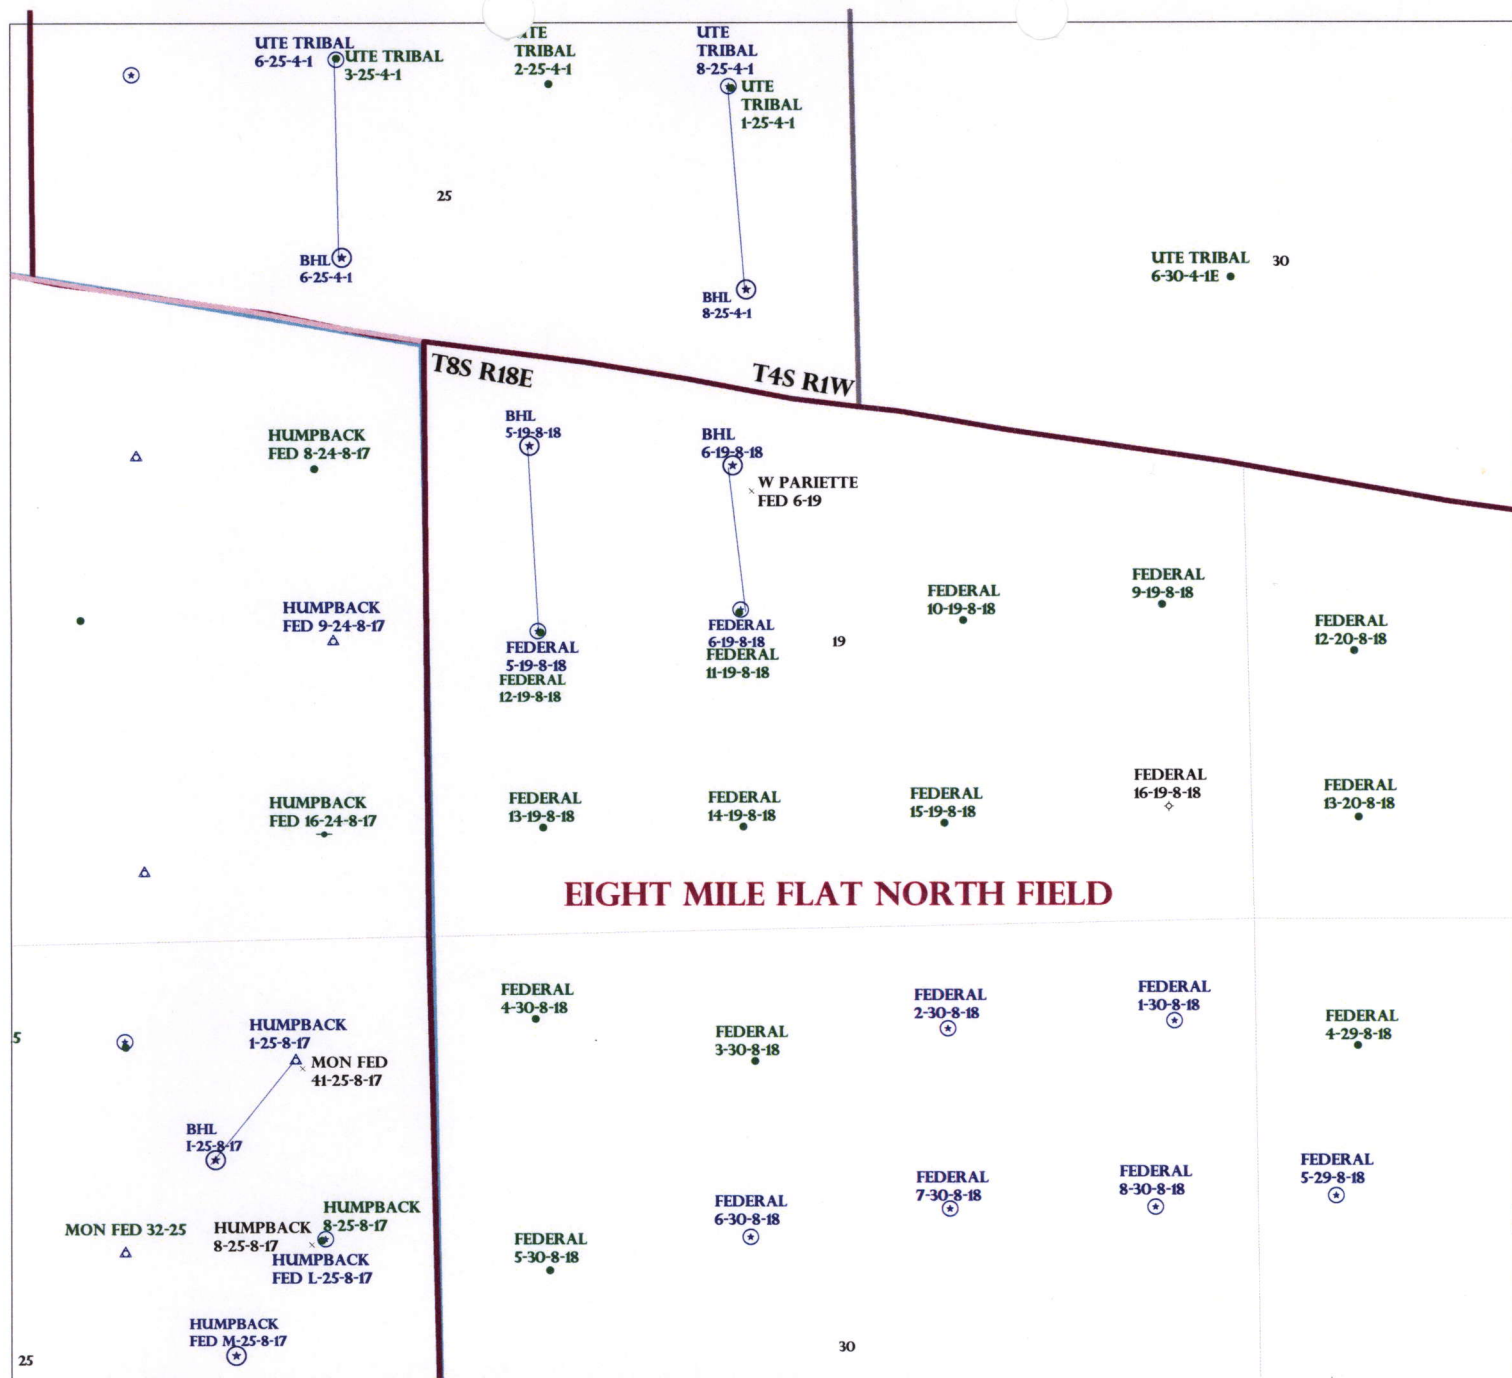 UTE TRIBAL
6-25-4-1
UTE TRIBAL
3-25-4-1
UTE
TRIBAL
2-25-4-1
UTE
TRIBAL
8-25-4-1
UTE
TRIBAL
1-25-4-1
25
BHL
6-25-4-1
BHL
8-25-4-1
UTE TRIBAL
6-30-4-1E
30
T8S R18E
T4S R1W
HUMPBACK
FED 8-24-8-17
BHL
5-19-8-18
BHL
6-19-8-18
W PARIETTE
FED 6-19
HUMPBACK
FED 9-24-8-17
FEDERAL
5-19-8-18
FEDERAL
12-19-8-18
FEDERAL
6-19-8-18
FEDERAL
11-19-8-18
19
FEDERAL
10-19-8-18
FEDERAL
9-19-8-18
FEDERAL
12-20-8-18
HUMPBACK
FED 16-24-8-17
FEDERAL
13-19-8-18
FEDERAL
14-19-8-18
FEDERAL
15-19-8-18
FEDERAL
16-19-8-18
FEDERAL
13-20-8-18
EIGHT MILE FLAT NORTH FIELD
5
HUMPBACK
1-25-8-17
MON FED
41-25-8-17
FEDERAL
4-30-8-18
FEDERAL
3-30-8-18
FEDERAL
2-30-8-18
FEDERAL
1-30-8-18
FEDERAL
4-29-8-18
BHL
I-25-8-17
MON FED 32-25
HUMPBACK
8-25-8-17
HUMPBACK
8-25-8-17
HUMPBACK
FED L-25-8-17
FEDERAL
5-30-8-18
FEDERAL
6-30-8-18
FEDERAL
7-30-8-18
FEDERAL
8-30-8-18
FEDERAL
5-29-8-18
HUMPBACK
FED M-25-8-17
25
30